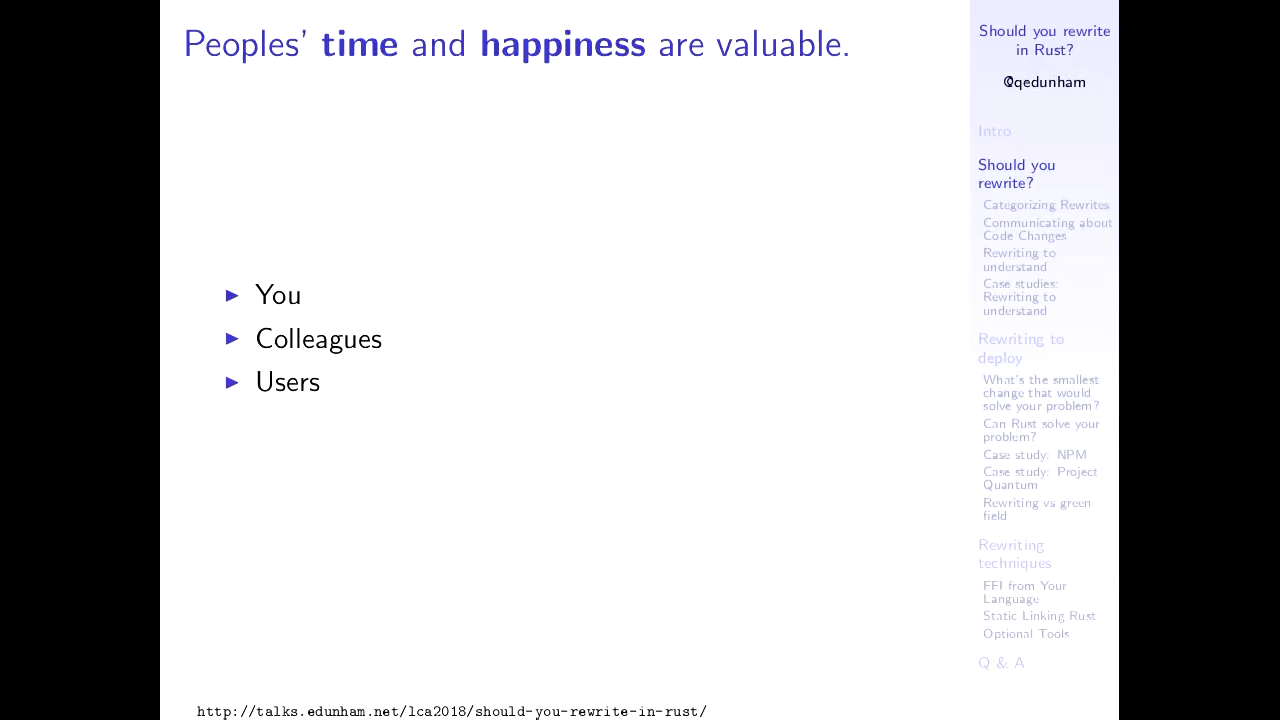 Peoples' time and happiness are valuable.
▶ You
▶ Colleagues
▶ Users
http://talks.edunham.net/lca2018/should-you-rewrite-in-rust/
Should you rewrite
in Rust?
@qedunham
Intro
Should you
rewrite?
Categorizing Rewrites
Communicating about
Code Changes
Rewriting to
understand
Case studies:
Rewriting to
understand
Rewriting to
deploy
What's the smallest
change that would
solve your problem?
Can Rust solve your
problem?
Case study: NPM
Case study: Project
Quantum
Rewriting vs green
field
Rewriting
techniques
FFI from Your
Language
Static Linking Rust
Optional Tools
Q & A